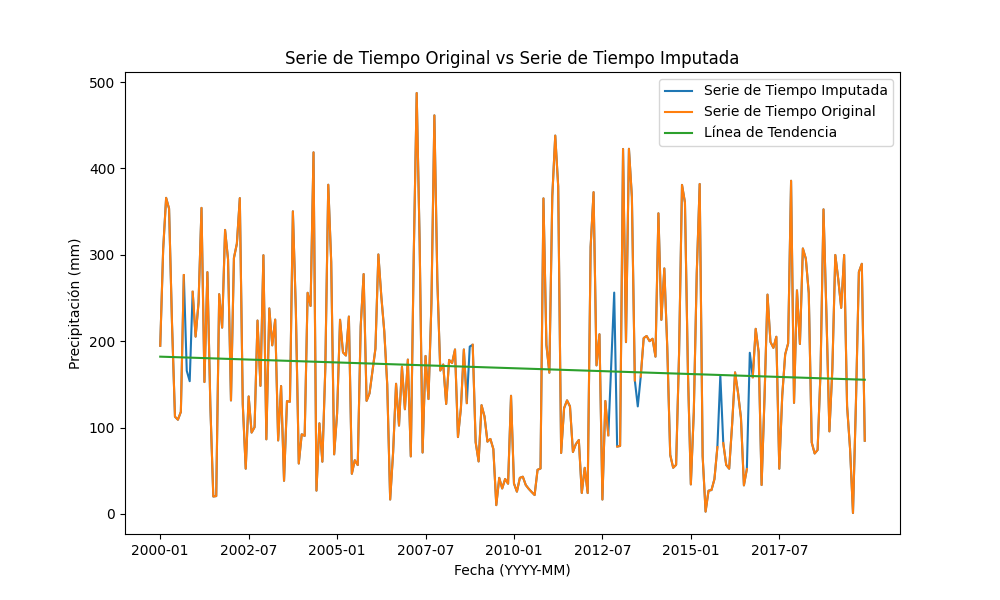 Serie de Tiempo Original vs Serie de Tiempo Imputada
Serie de Tiempo Imputada
Serie de Tiempo Original
Línea de Tendencia
Precipitación (mm)
500
400
300
200
100
0
2000-01 2002-07 2005-01 2007-07 2010-01 2012-07 2015-01 2017-07
Fecha (YYYY-MM)